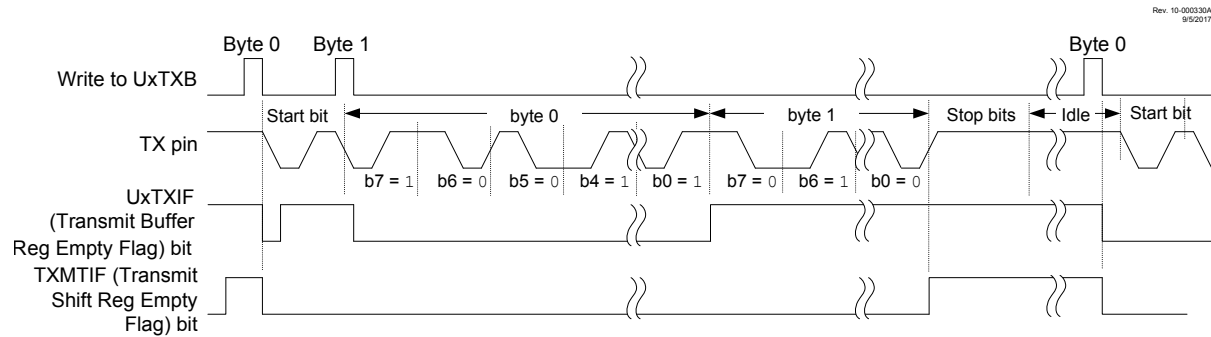 Rev. 10-000330A
9/5/2017
Byte 0 Byte 1 Byte 0
Write to UxTXB
Start bit byte 0 byte 1 Stop bits Idle Start bit
TX pin
b7 = 1 b6 = 0 b5 = 0 b4 = 1 b0 = 1 b7 = 0 b6 = 1 b0 = 0
UxTXIF
(Transmit Buffer
Reg Empty Flag) bit
TXMTIF (Transmit
Shift Reg Empty
Flag) bit